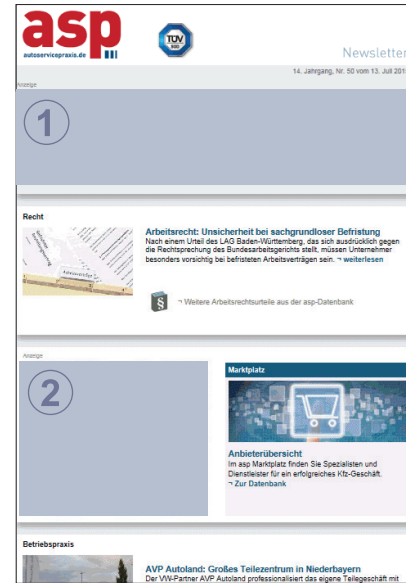 asp
autoservicepraxis.de
TÜV
SÜD
Newsletter
14. Jahrgang, Nr. 50 vom 13. Juli 201
Anzeige
1
Recht
Arbeitsrecht: Unsicherheit bei sachgrundloser Befristung
Nach einem Urteil des LAG Baden-Württemberg, das sich ausdrücklich gegen
die Rechtsprechung des Bundesarbeitsgerichts stellt, müssen Unternehmer
besonders vorsichtig bei befristeten Arbeitsverträgen sein. ¬ weiterlesen
§
¬ Weitere Arbeitsrechtsurteile aus der asp-Datenbank
Anzeige
2
Marktplatz
Anbieterübersicht
Im asp Marktplatz finden Sie Spezialisten und
Dienstleister für ein erfolgreiches Kfz-Geschäft.
¬ Zur Datenbank
Betriebspraxis
AVP Autoland: Großes Teilezentrum in Niederbayern
Der VW-Partner AVP Autoland professionalisiert das eigene Teilegeschäft mit